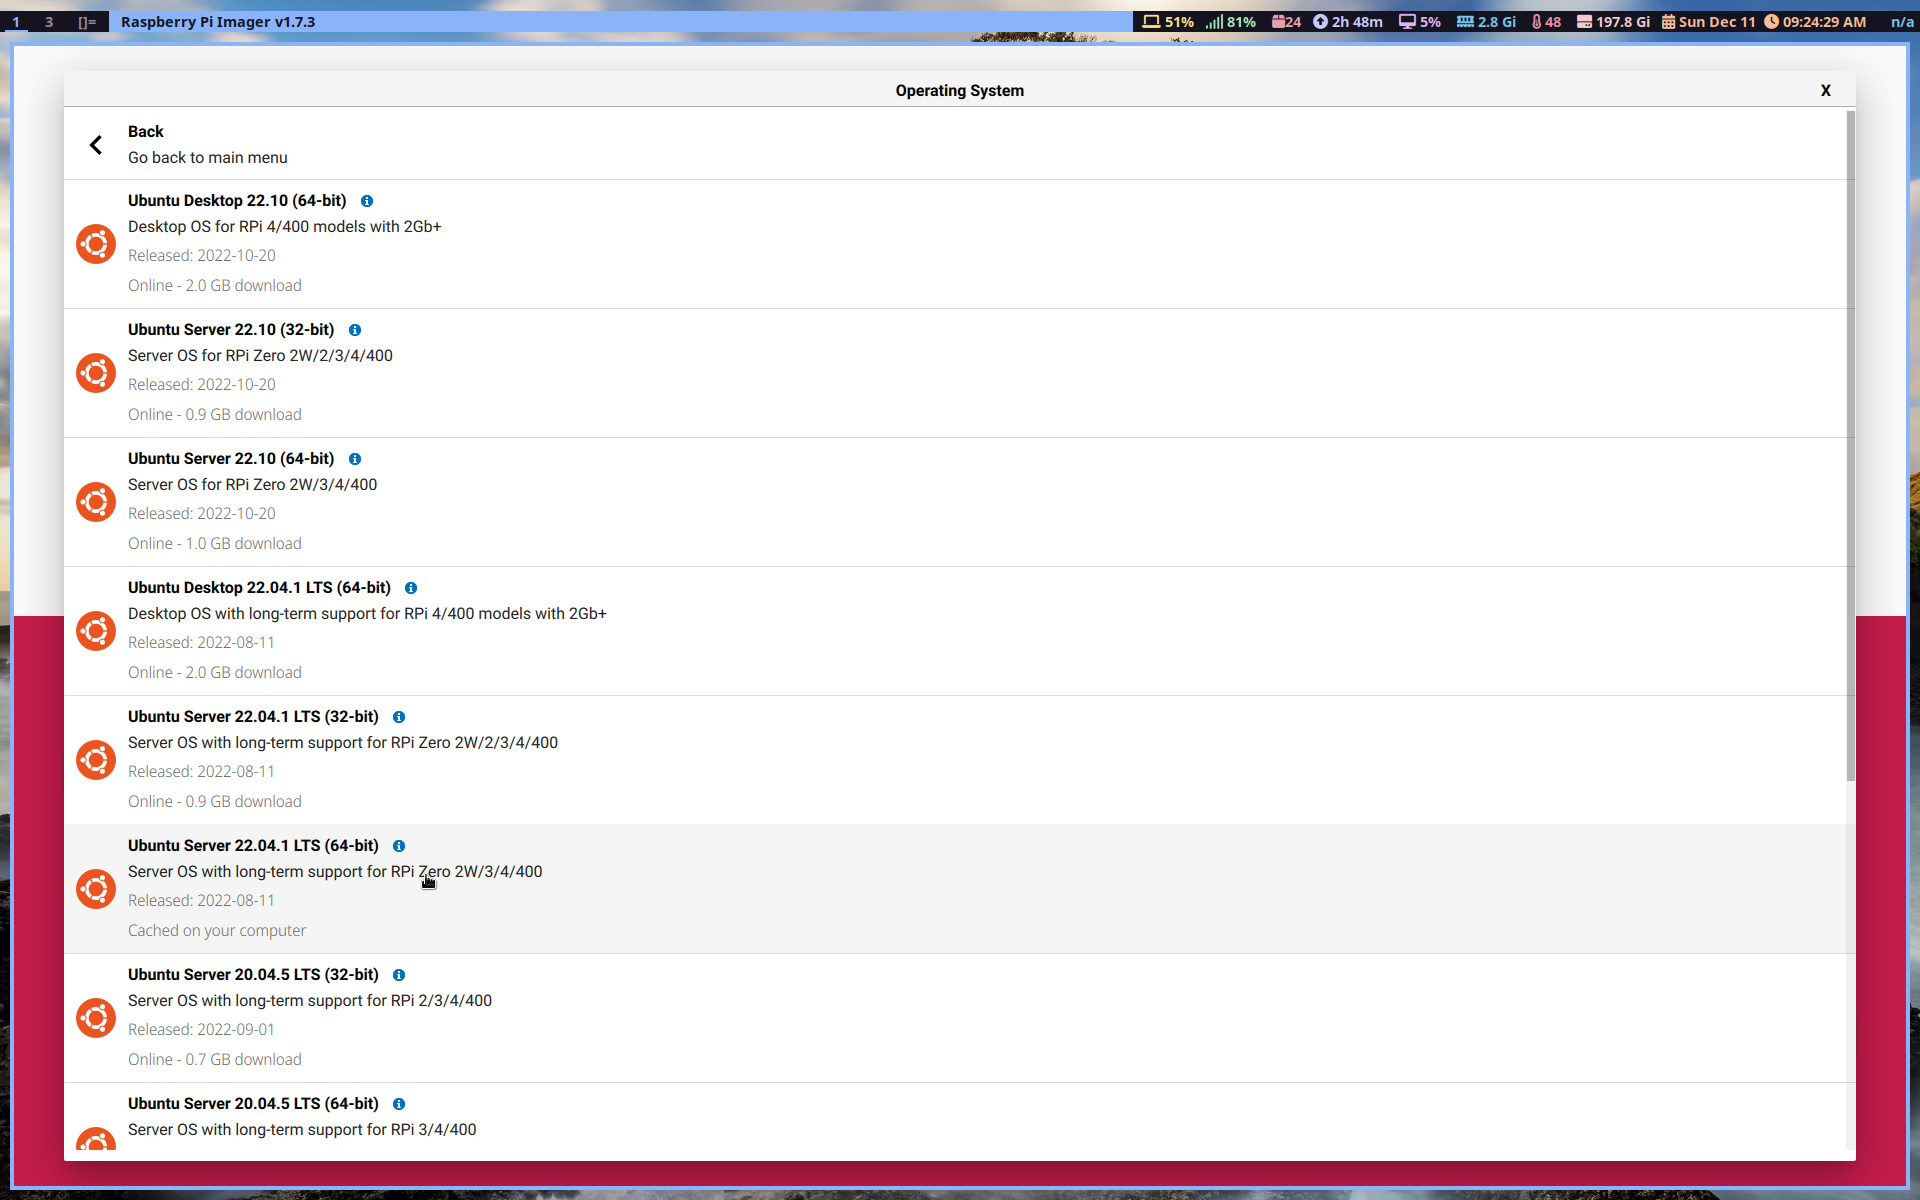 1 3 []= Raspberry Pi Imager v1.7.3 51% 81% 24 2h 48m 5% 2.8 Gi 48 197.8 Gi Sun Dec 11 09:24:29 AM n/a
Operating System X
Back
Go back to main menu
Ubuntu Desktop 22.10 (64-bit)
Desktop OS for RPi 4/400 models with 2Gb+
Released: 2022-10-20
Online - 2.0 GB download
Ubuntu Server 22.10 (32-bit)
Server OS for RPi Zero 2W/2/3/4/400
Released: 2022-10-20
Online - 0.9 GB download
Ubuntu Server 22.10 (64-bit)
Server OS for RPi Zero 2W/3/4/400
Released: 2022-10-20
Online - 1.0 GB download
Ubuntu Desktop 22.04.1 LTS (64-bit)
Desktop OS with long-term support for RPi 4/400 models with 2Gb+
Released: 2022-08-11
Online - 2.0 GB download
Ubuntu Server 22.04.1 LTS (32-bit)
Server OS with long-term support for RPi Zero 2W/2/3/4/400
Released: 2022-08-11
Online - 0.9 GB download
Ubuntu Server 22.04.1 LTS (64-bit)
Server OS with long-term support for RPi Zero 2W/3/4/400
Released: 2022-08-11
Cached on your computer
Ubuntu Server 20.04.5 LTS (32-bit)
Server OS with long-term support for RPi 2/3/4/400
Released: 2022-09-01
Online - 0.7 GB download
Ubuntu Server 20.04.5 LTS (64-bit)
Server OS with long-term support for RPi 3/4/400